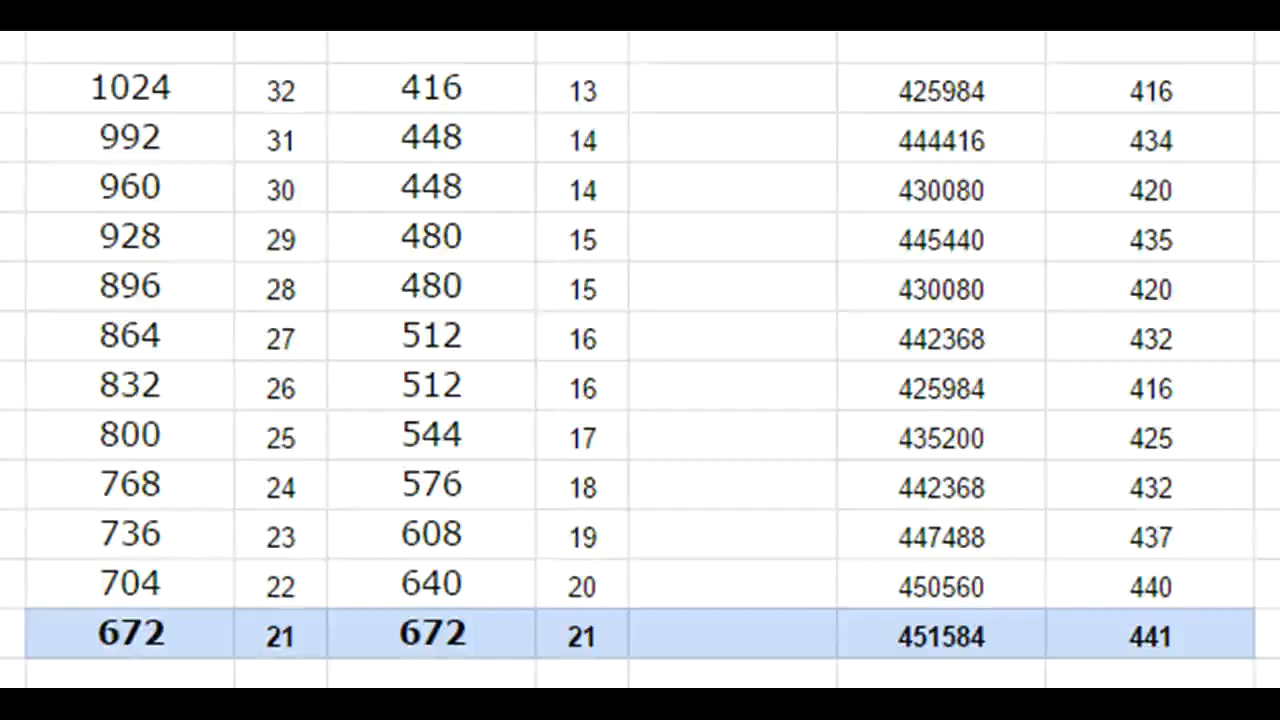 1024 32 416 13 425984 416
992 31 448 14 444416 434
960 30 448 14 430080 420
928 29 480 15 445440 435
896 28 480 15 430080 420
864 27 512 16 442368 432
832 26 512 16 425984 416
800 25 544 17 435200 425
768 24 576 18 442368 432
736 23 608 19 447488 437
704 22 640 20 450560 440
672 21 672 21 451584 441